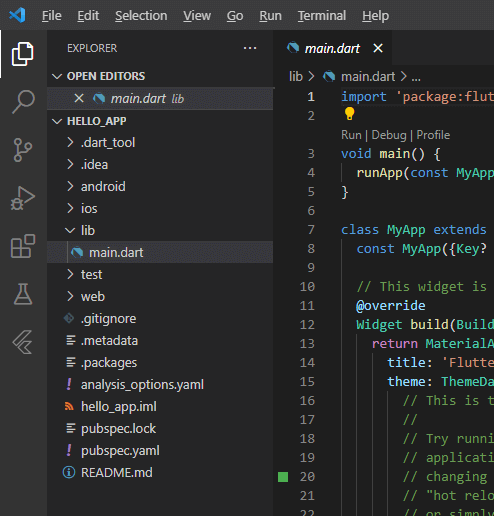 File Edit Selection View Go Run Terminal Help
EXPLORER
OPEN EDITORS
main.dart lib
HELLO_APP
.dart_tool
.idea
android
ios
lib
main.dart
test
web
.gitignore
.metadata
.packages
analysis_options.yaml
hello_app.iml
pubspec.lock
pubspec.yaml
README.md
main.dart
lib > main.dart > ...
1 import 'package:flut
2
Run | Debug | Profile
3 void main() {
4 runApp(const MyApp
5 }
6
7 class MyApp extends
8 const MyApp({Key?
9
10 // This widget is
11 @override
12 Widget build(Build
13 return MaterialA
14 title: 'Flutte
15 theme: ThemeDa
16 // This is t
17 //
18 // Try runni
19 // applicati
20 // changing
21 // "hot relo
22 // or simply